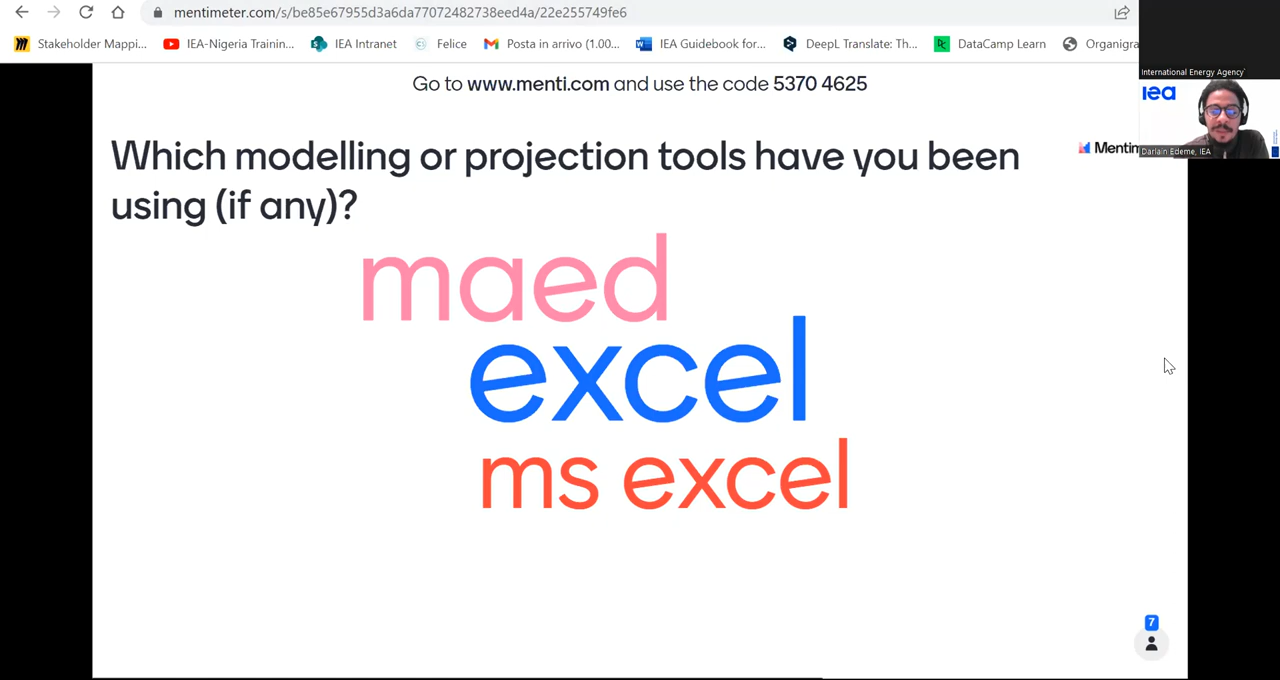 mentimeter.com/s/be85e67955d3a6da77072482738eed4a/22e255749fe6
Stakeholder Mappi... IEA-Nigeria Trainin... IEA Intranet Felice Posta in arrivo (1.00... IEA Guidebook for... DeepL Translate: Th... DataCamp Learn Organigra
International Energy Agency
iea
Darlain Edeme, IEA
Go to www.menti.com and use the code 5370 4625
Which modelling or projection tools have you been
using (if any)?
Mentim
maed
excel
ms excel
7